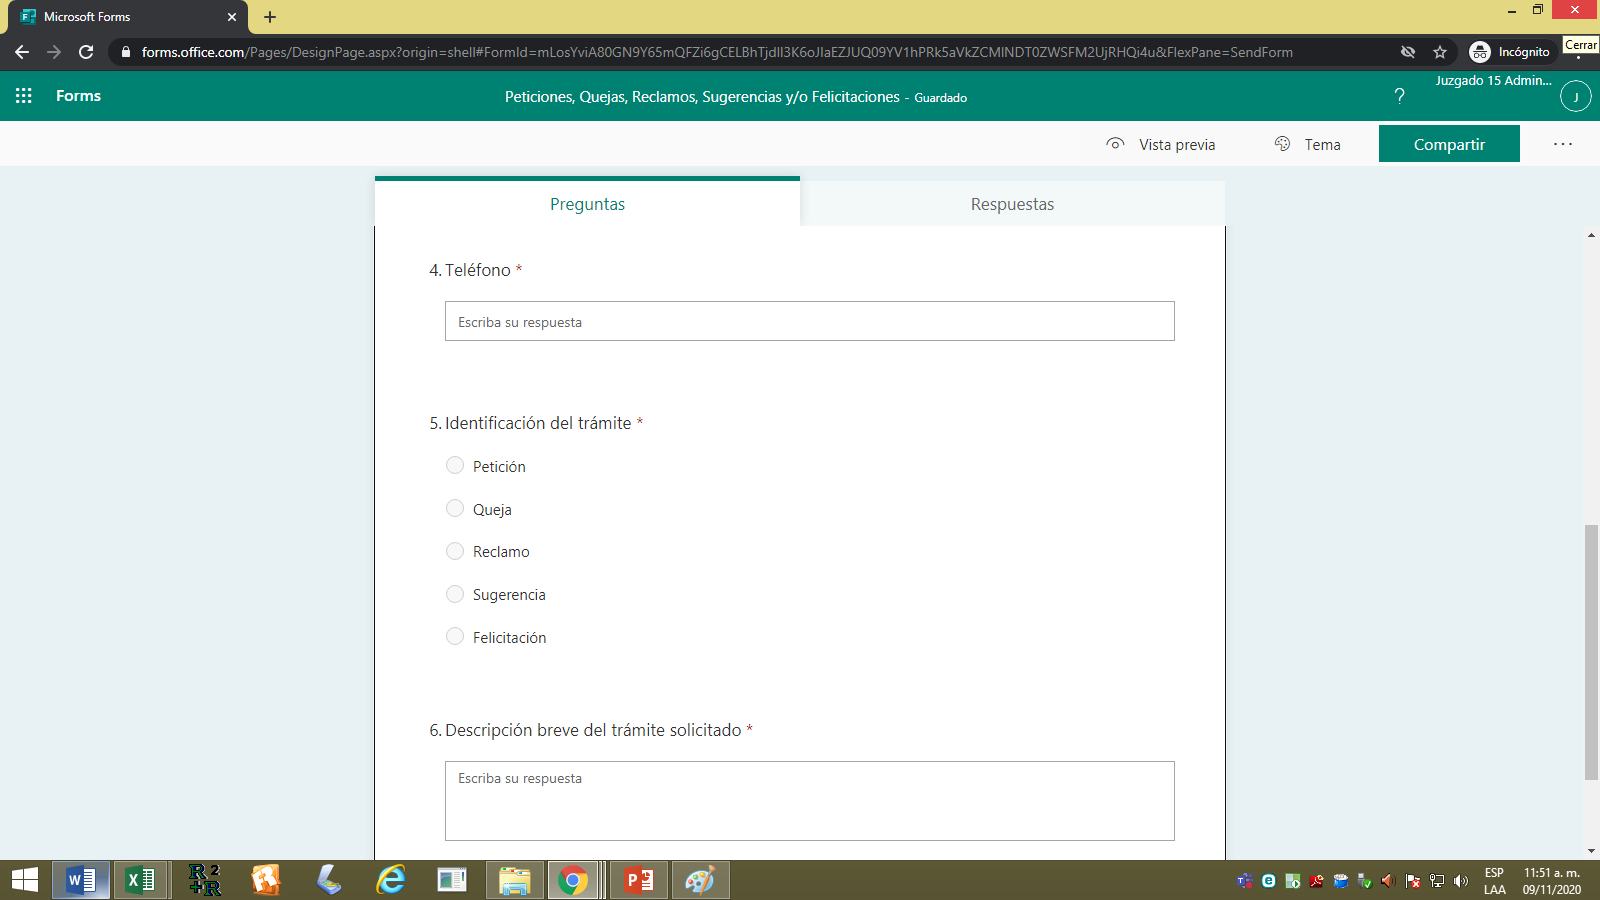 Microsoft Forms
forms.office.com/Pages/DesignPage.aspx?origin=shell#FormId=mLosYviA80GN9Y65mQFZi6gCELBhTjdII3K6oJIaEZJUQ09YV1hPRk5aVkZCMlNDT0ZWSFM2UjRHQi4u&FlexPane=SendForm
Incógnito
Cerrar
Forms
Peticiones, Quejas, Reclamos, Sugerencias y/o Felicitaciones - Guardado
?
Juzgado 15 Admin...
J
Vista previa
Tema
Compartir
Preguntas
Respuestas
4. Teléfono *
Escriba su respuesta
5. Identificación del trámite *
Petición
Queja
Reclamo
Sugerencia
Felicitación
6. Descripción breve del trámite solicitado *
Escriba su respuesta
ESP
LAA
11:51 a. m.
09/11/2020